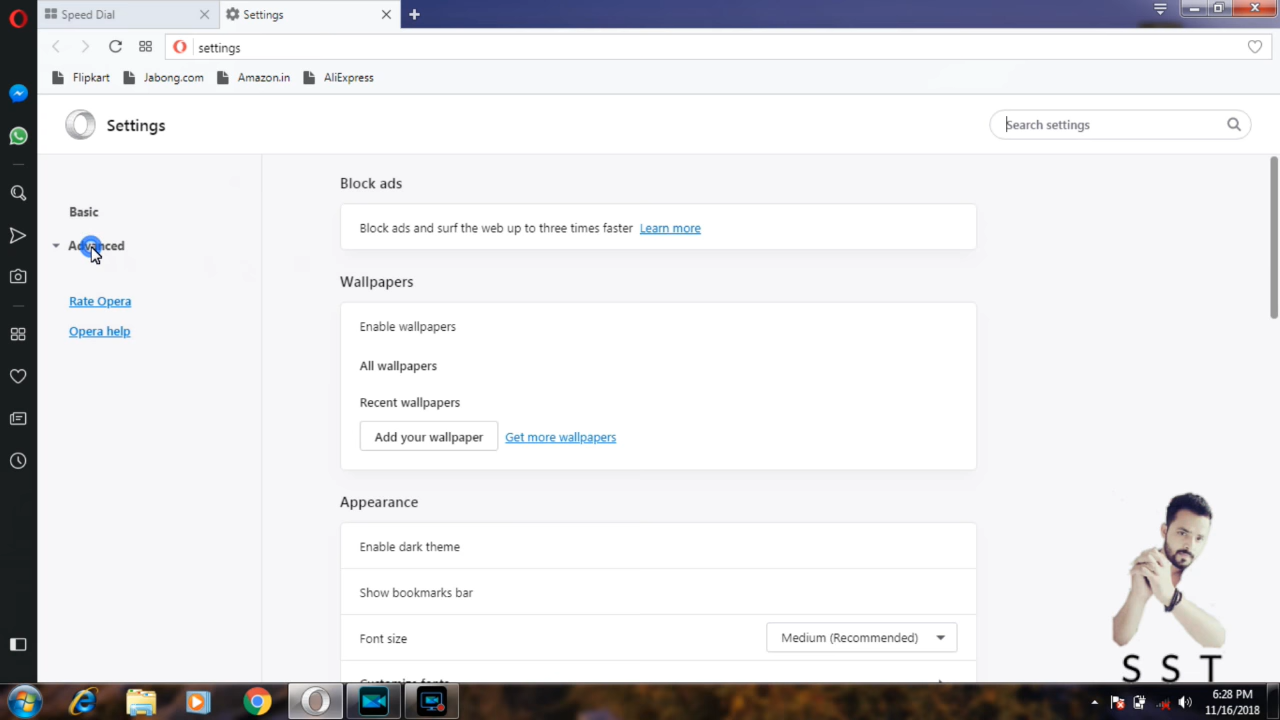 Speed Dial
Settings
settings
Flipkart
Jabong.com
Amazon.in
AliExpress
Settings
Search settings
Basic
Advanced
Rate Opera
Opera help
Block ads
Block ads and surf the web up to three times faster Learn more
Wallpapers
Enable wallpapers
All wallpapers
Recent wallpapers
Add your wallpaper
Get more wallpapers
Appearance
Enable dark theme
Show bookmarks bar
Font size
Medium (Recommended)
Customize fonts
S S T
6:28 PM
11/16/2018